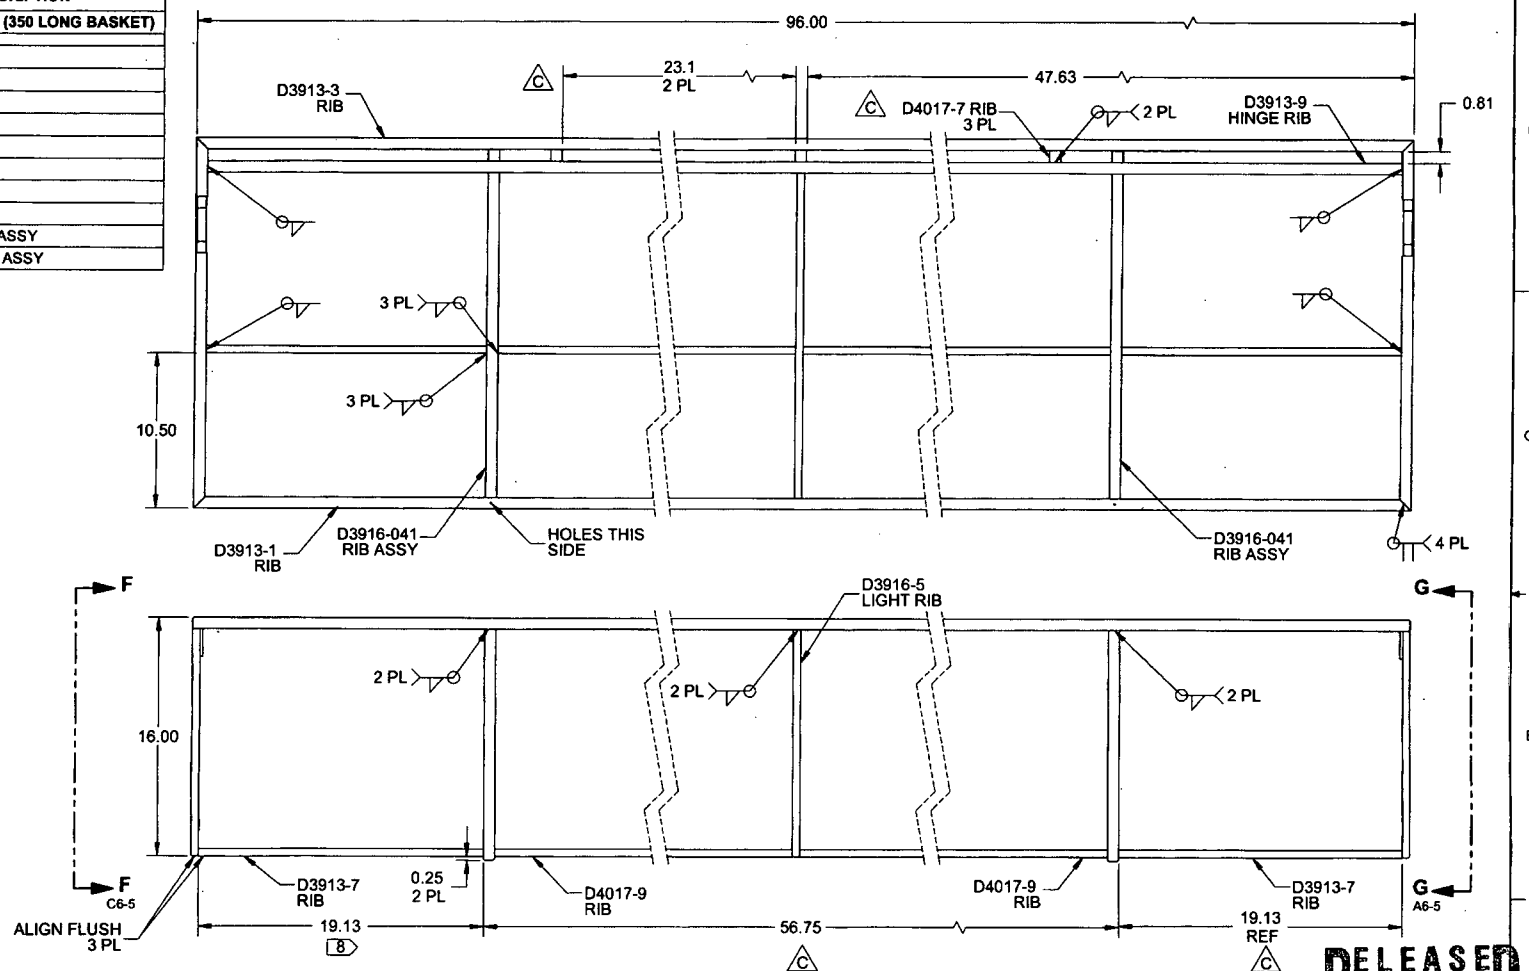 (350 LONG BASKET)
ASSY
ASSY
96.00
C
23.1
2 PL
47.63
D3913-3
RIB
C
D4017-7 RIB
3 PL
2 PL
D3913-9
HINGE RIB
0.81
3 PL
3 PL
10.50
D3913-1
RIB
D3916-041
RIB ASSY
HOLES THIS
SIDE
D3916-041
RIB ASSY
4 PL
F
D3916-5
LIGHT RIB
G
2 PL
2 PL
2 PL
16.00
F
C6-5
D3913-7
RIB
0.25
2 PL
D4017-9
RIB
D4017-9
RIB
D3913-7
RIB
G
A6-5
ALIGN FLUSH
3 PL
19.13
8
56.75
C
19.13
REF
C